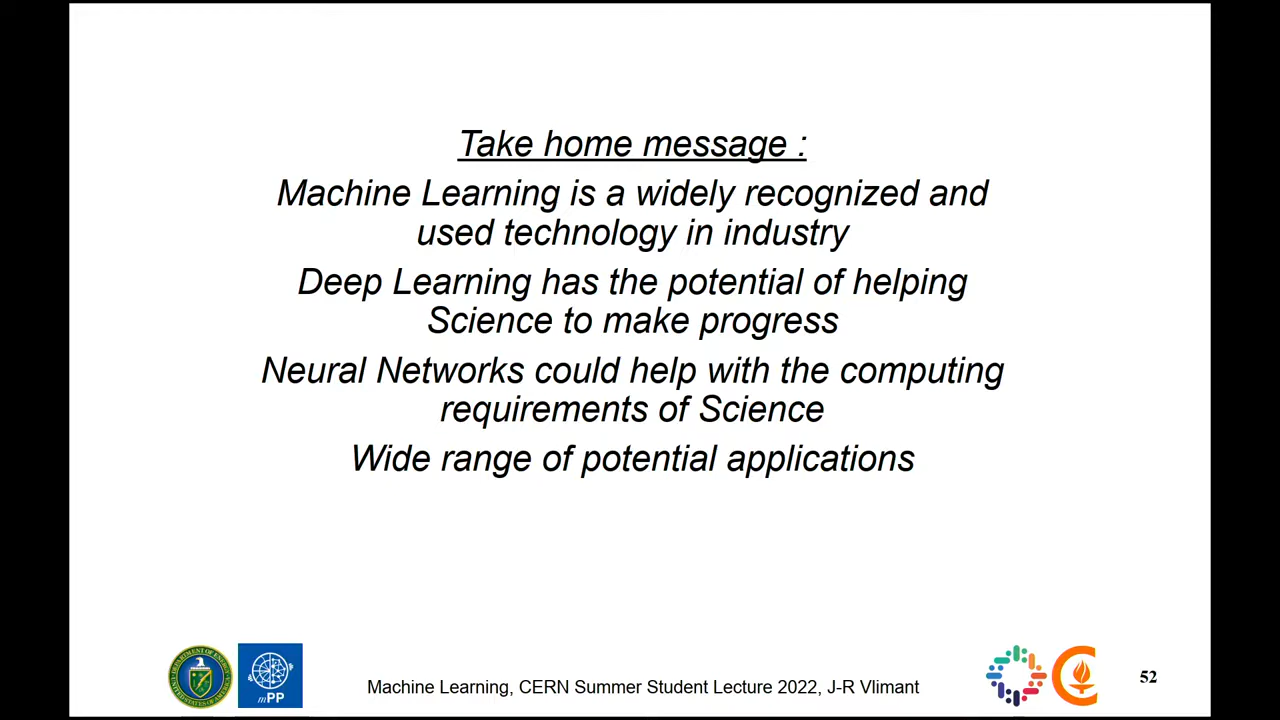 Take home message :
Machine Learning is a widely recognized and
used technology in industry
Deep Learning has the potential of helping
Science to make progress
Neural Networks could help with the computing
requirements of Science
Wide range of potential applications
mPP
Machine Learning, CERN Summer Student Lecture 2022, J-R Vlimant
52